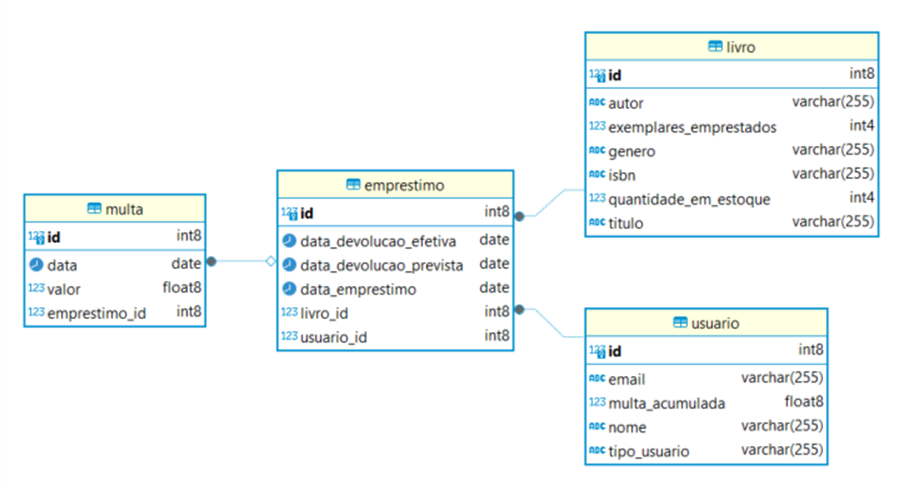 multa
123 id int8
data date
123 valor float8
123 emprestimo_id int8
emprestimo
123 id int8
data_devolucao_efetiva date
data_devolucao_prevista date
data_emprestimo date
123 livro_id int8
123 usuario_id int8
livro
123 id int8
ABC autor varchar(255)
123 exemplares_emprestados int4
ABC genero varchar(255)
ABC isbn varchar(255)
123 quantidade_em_estoque int4
ABC titulo varchar(255)
usuario
123 id int8
ABC email varchar(255)
123 multa_acumulada float8
ABC nome varchar(255)
ABC tipo_usuario varchar(255)